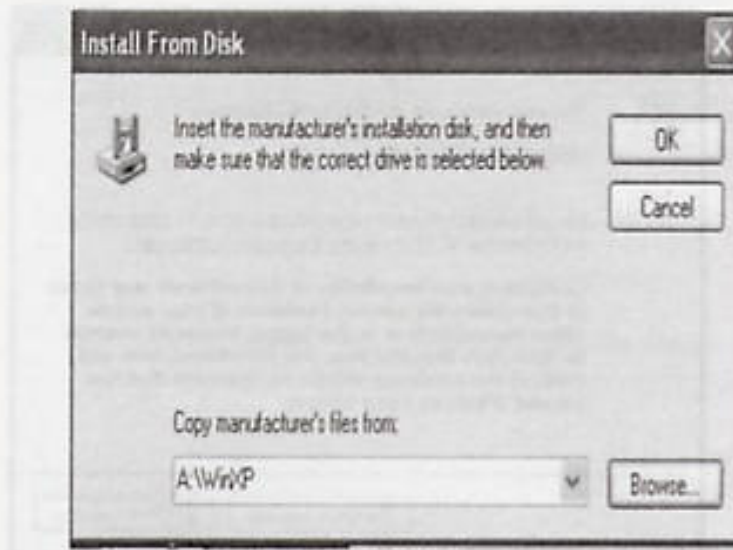 Install From Disk
Insert the manufacturer's installation disk, and then
make sure that the correct drive is selected below.
OK
Cancel
Copy manufacturer's files from:
A:\WinXP
Browse...